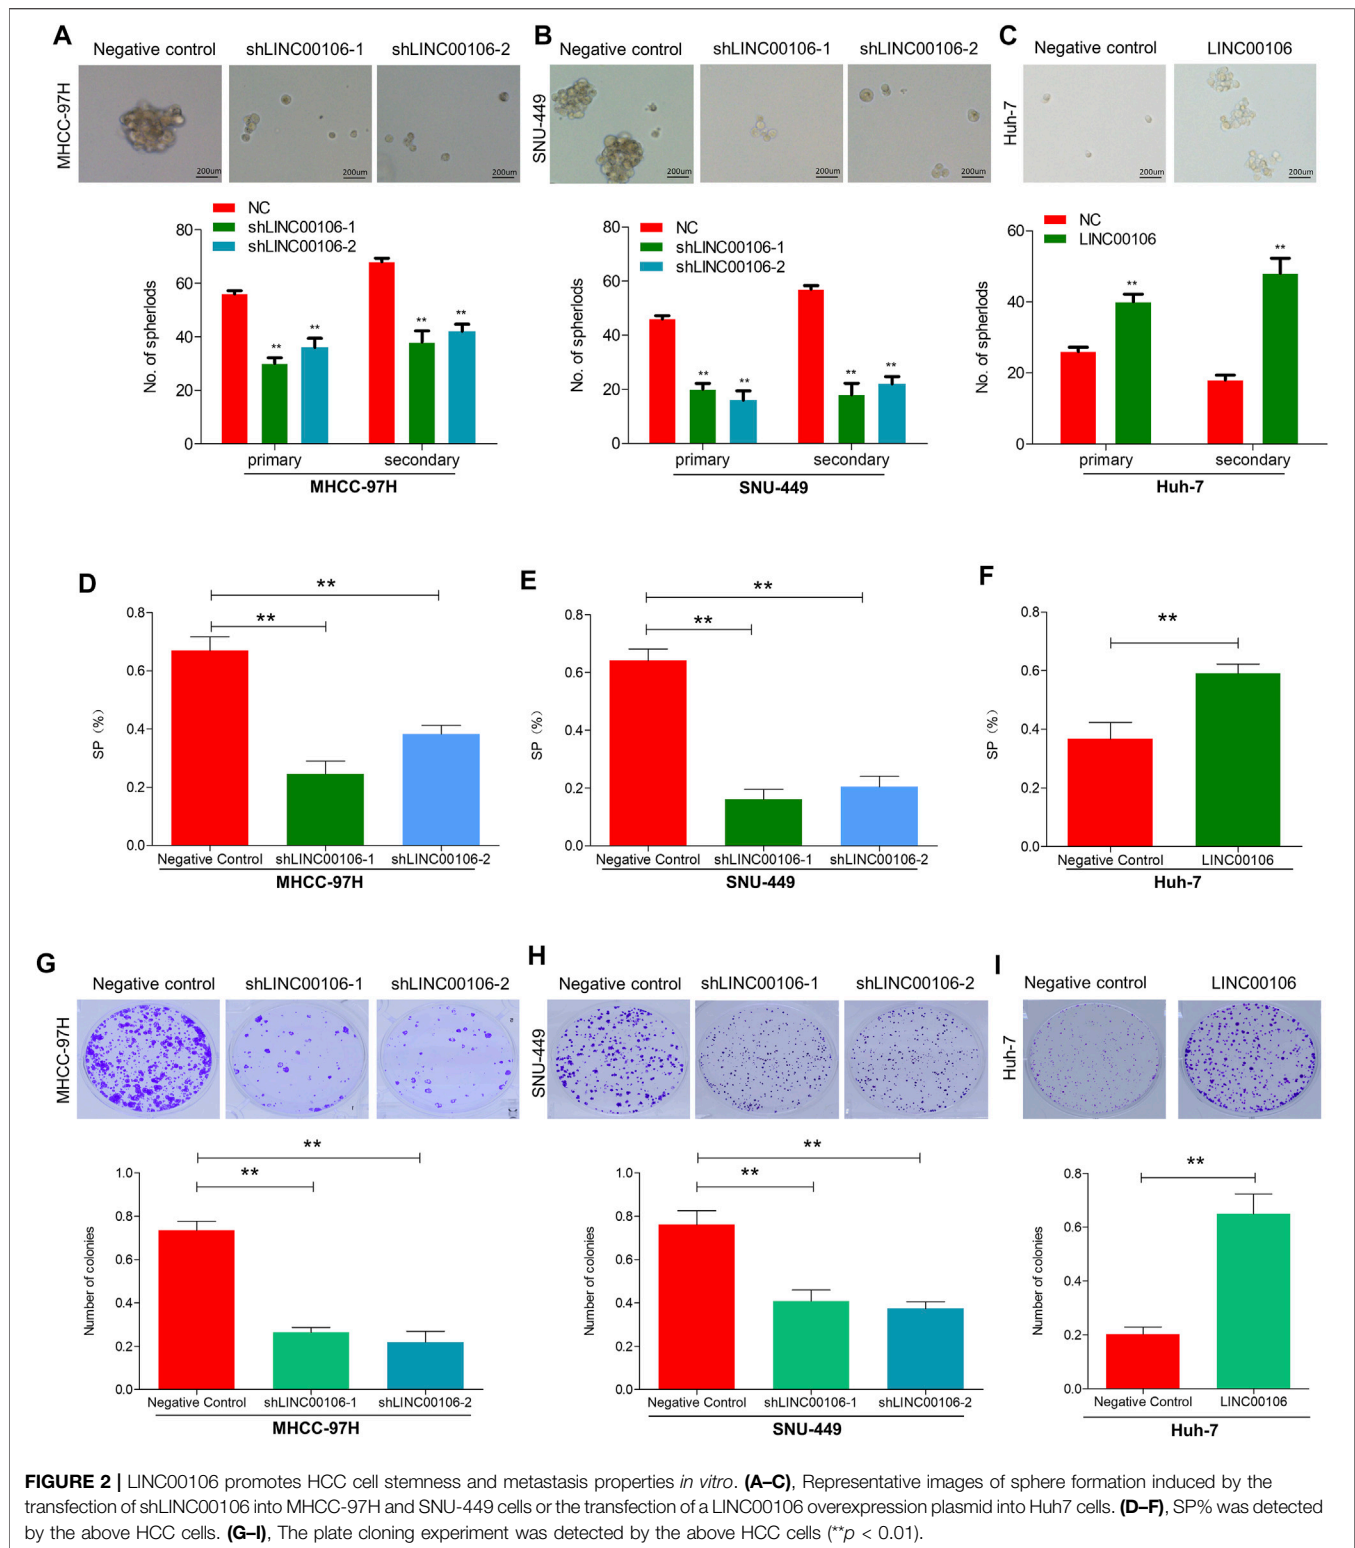 A
Negative control shLINC00106-1 shLINC00106-2
MHCC-97H
200um 200um 200um
NC
shLINC00106-1
shLINC00106-2
No. of spherlods
80
60
40
20
0
** ** ** **
primary secondary
MHCC-97H
B
Negative control shLINC00106-1 shLINC00106-2
SNU-449
200um 200um 200um
NC
shLINC00106-1
shLINC00106-2
No. of spherlods
80
60
40
20
0
** ** ** **
primary secondary
SNU-449
C
Negative control LINC00106
Huh-7
200um 200um
NC
LINC00106
No. of spherlods
60
40
20
0
** **
primary secondary
Huh-7
D
**
**
SP (%)
0.8
0.6
0.4
0.2
0.0
Negative Control shLINC00106-1 shLINC00106-2
MHCC-97H
E
**
**
SP (%)
0.8
0.6
0.4
0.2
0.0
Negative Control shLINC00106-1 shLINC00106-2
SNU-449
F
**
SP (%)
0.8
0.6
0.4
0.2
0.0
Negative Control LINC00106
Huh-7
G
Negative control shLINC00106-1 shLINC00106-2
MHCC-97H
**
**
Number of colonies
1.0
0.8
0.6
0.4
0.2
0.0
Negative Control shLINC00106-1 shLINC00106-2
MHCC-97H
H
Negative control shLINC00106-1 shLINC00106-2
SNU-449
**
**
Number of colonies
1.0
0.8
0.6
0.4
0.2
0.0
Negative Control shLINC00106-1 shLINC00106-2
SNU-449
I
Negative control LINC00106
Huh-7
**
Number of colonies
0.8
0.6
0.4
0.2
0.0
Negative Control LINC00106
Huh-7
FIGURE 2 | LINC00106 promotes HCC cell stemness and metastasis properties in vitro. (A–C), Representative images of sphere formation induced by the
transfection of shLINC00106 into MHCC-97H and SNU-449 cells or the transfection of a LINC00106 overexpression plasmid into Huh7 cells. (D–F), SP% was detected
by the above HCC cells. (G–I), The plate cloning experiment was detected by the above HCC cells (**p < 0.01).